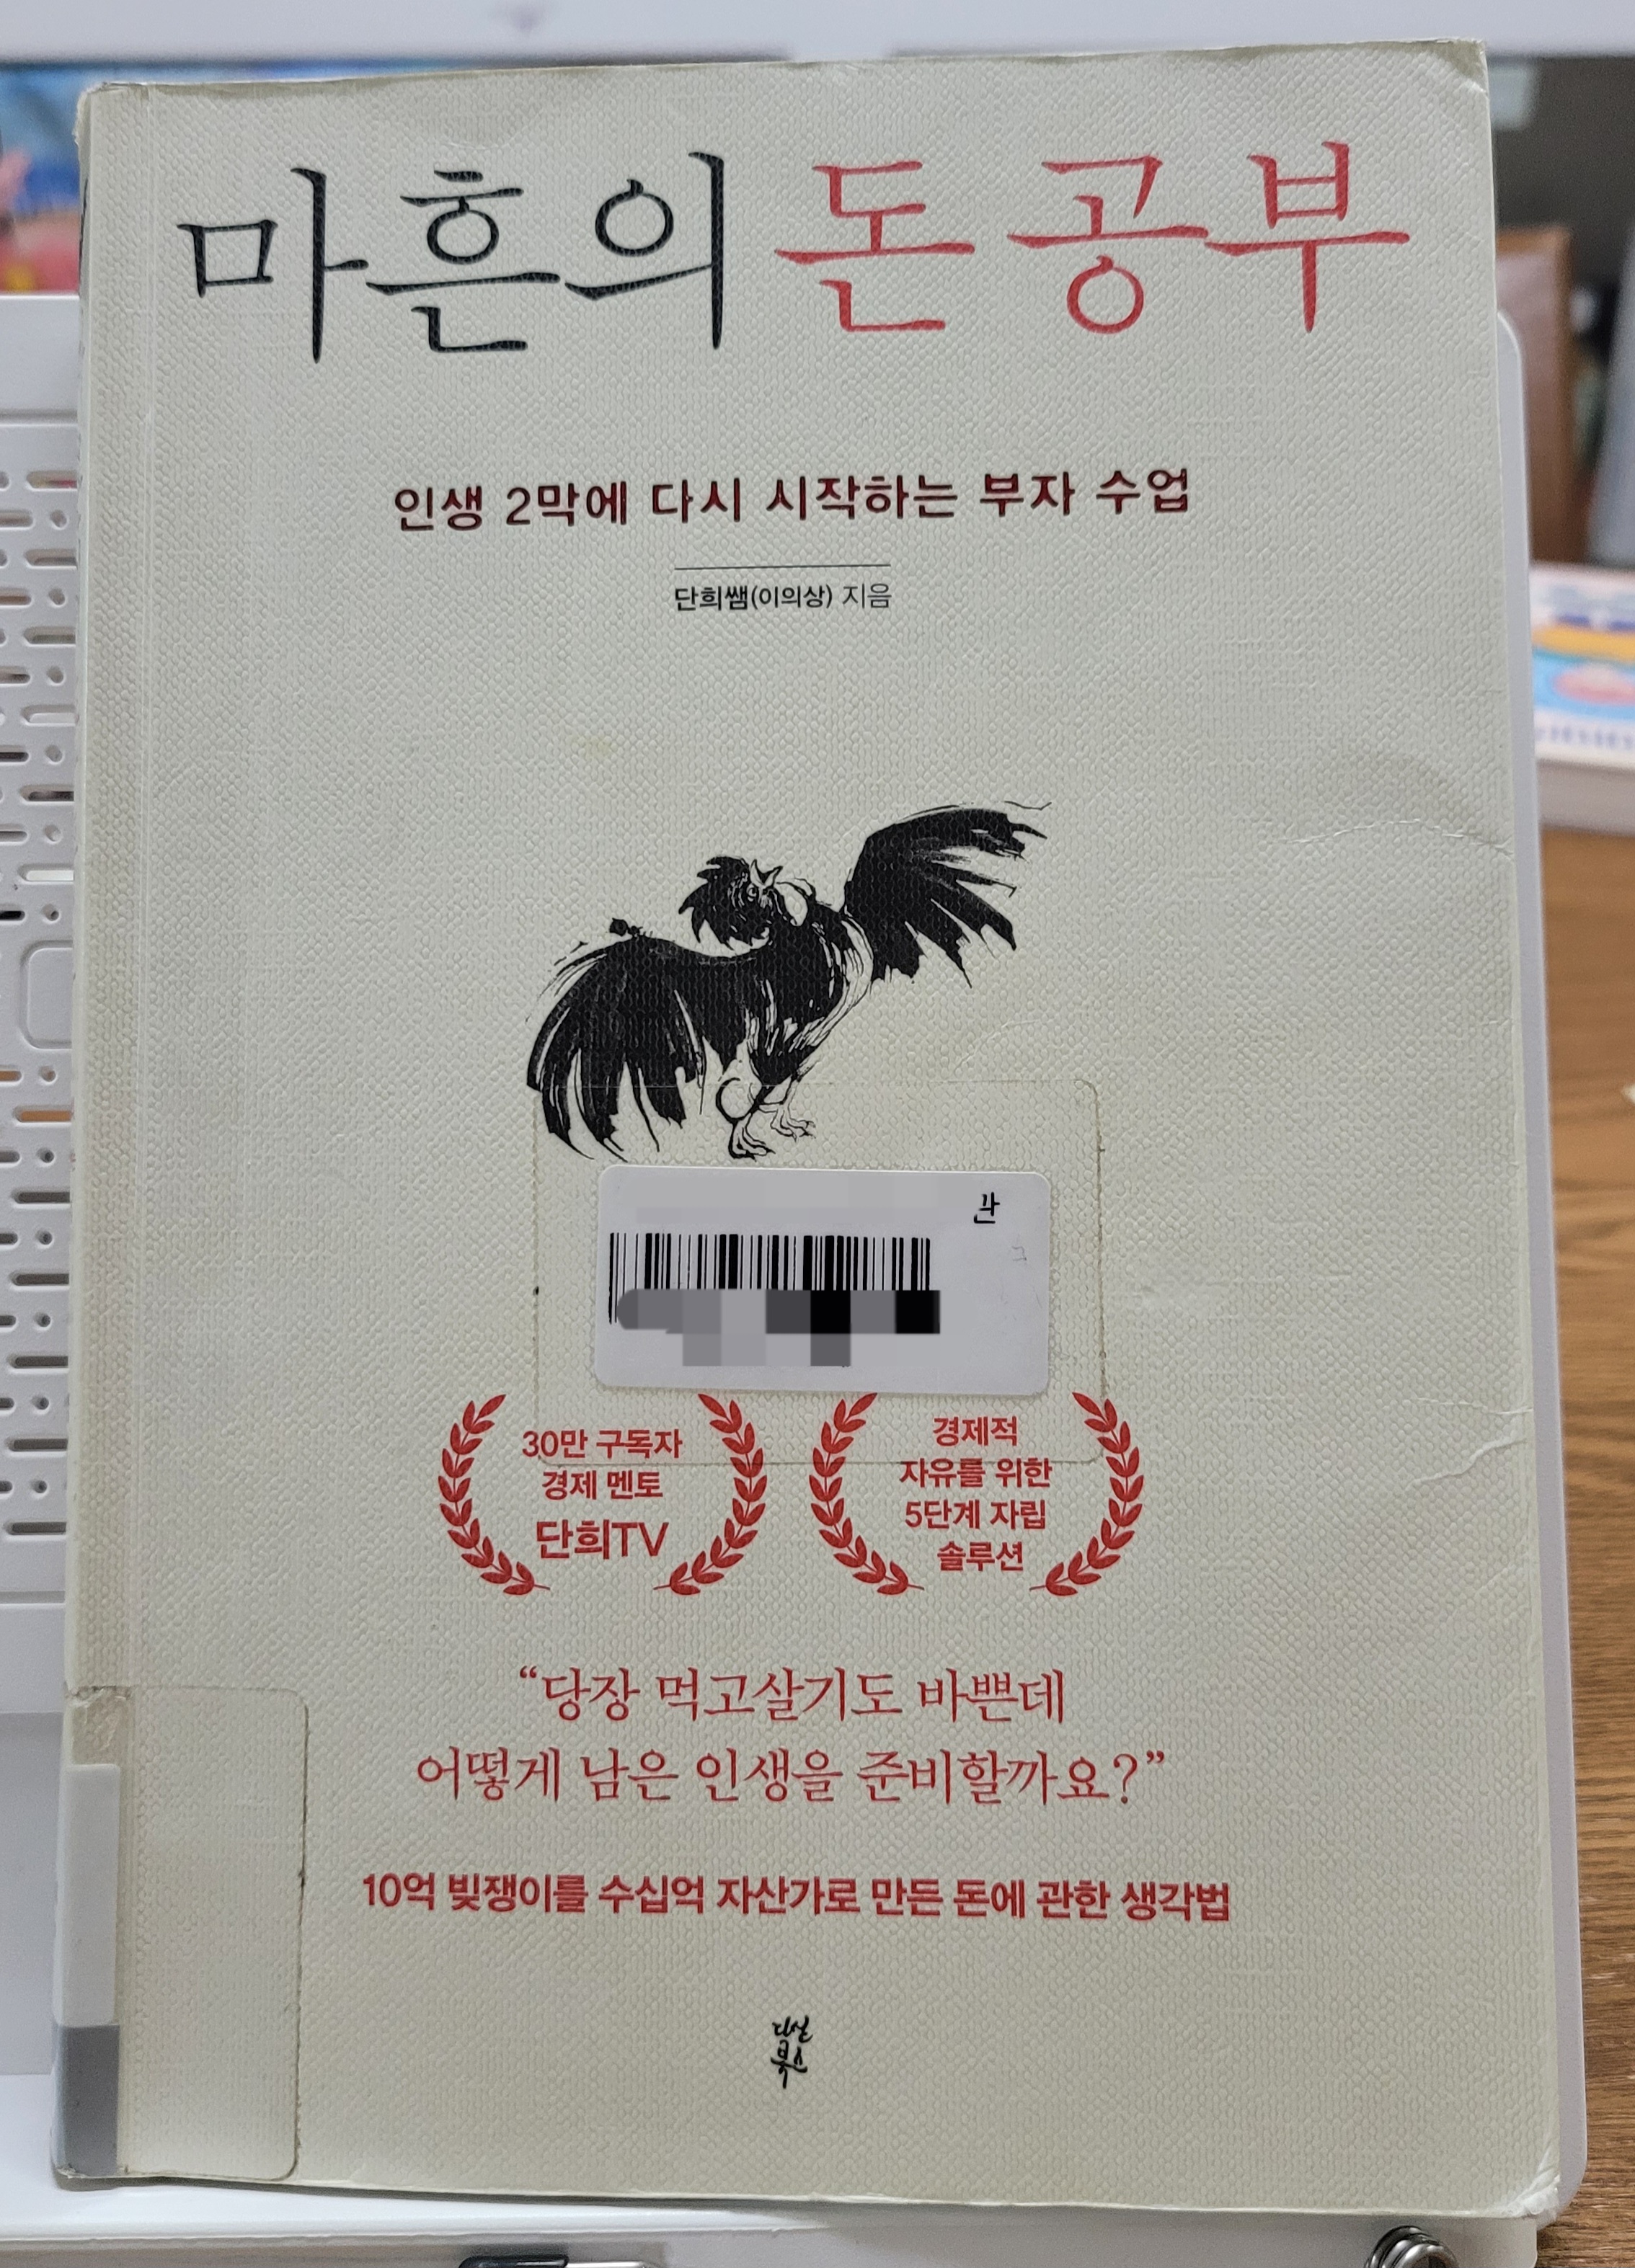 마흔의 돈 공부
인생 2막에 다시 시작하는 부자 수업
단희쌤(이의상) 지음
30만 구독자
경제 멘토
단희TV
경제적
자유를 위한
5단계 자립
솔루션
“당장 먹고살기도 바쁜데
어떻게 남은 인생을 준비할까요?”
10억 빚쟁이를 수십억 자산가로 만든 돈에 관한 생각법
다산
북스